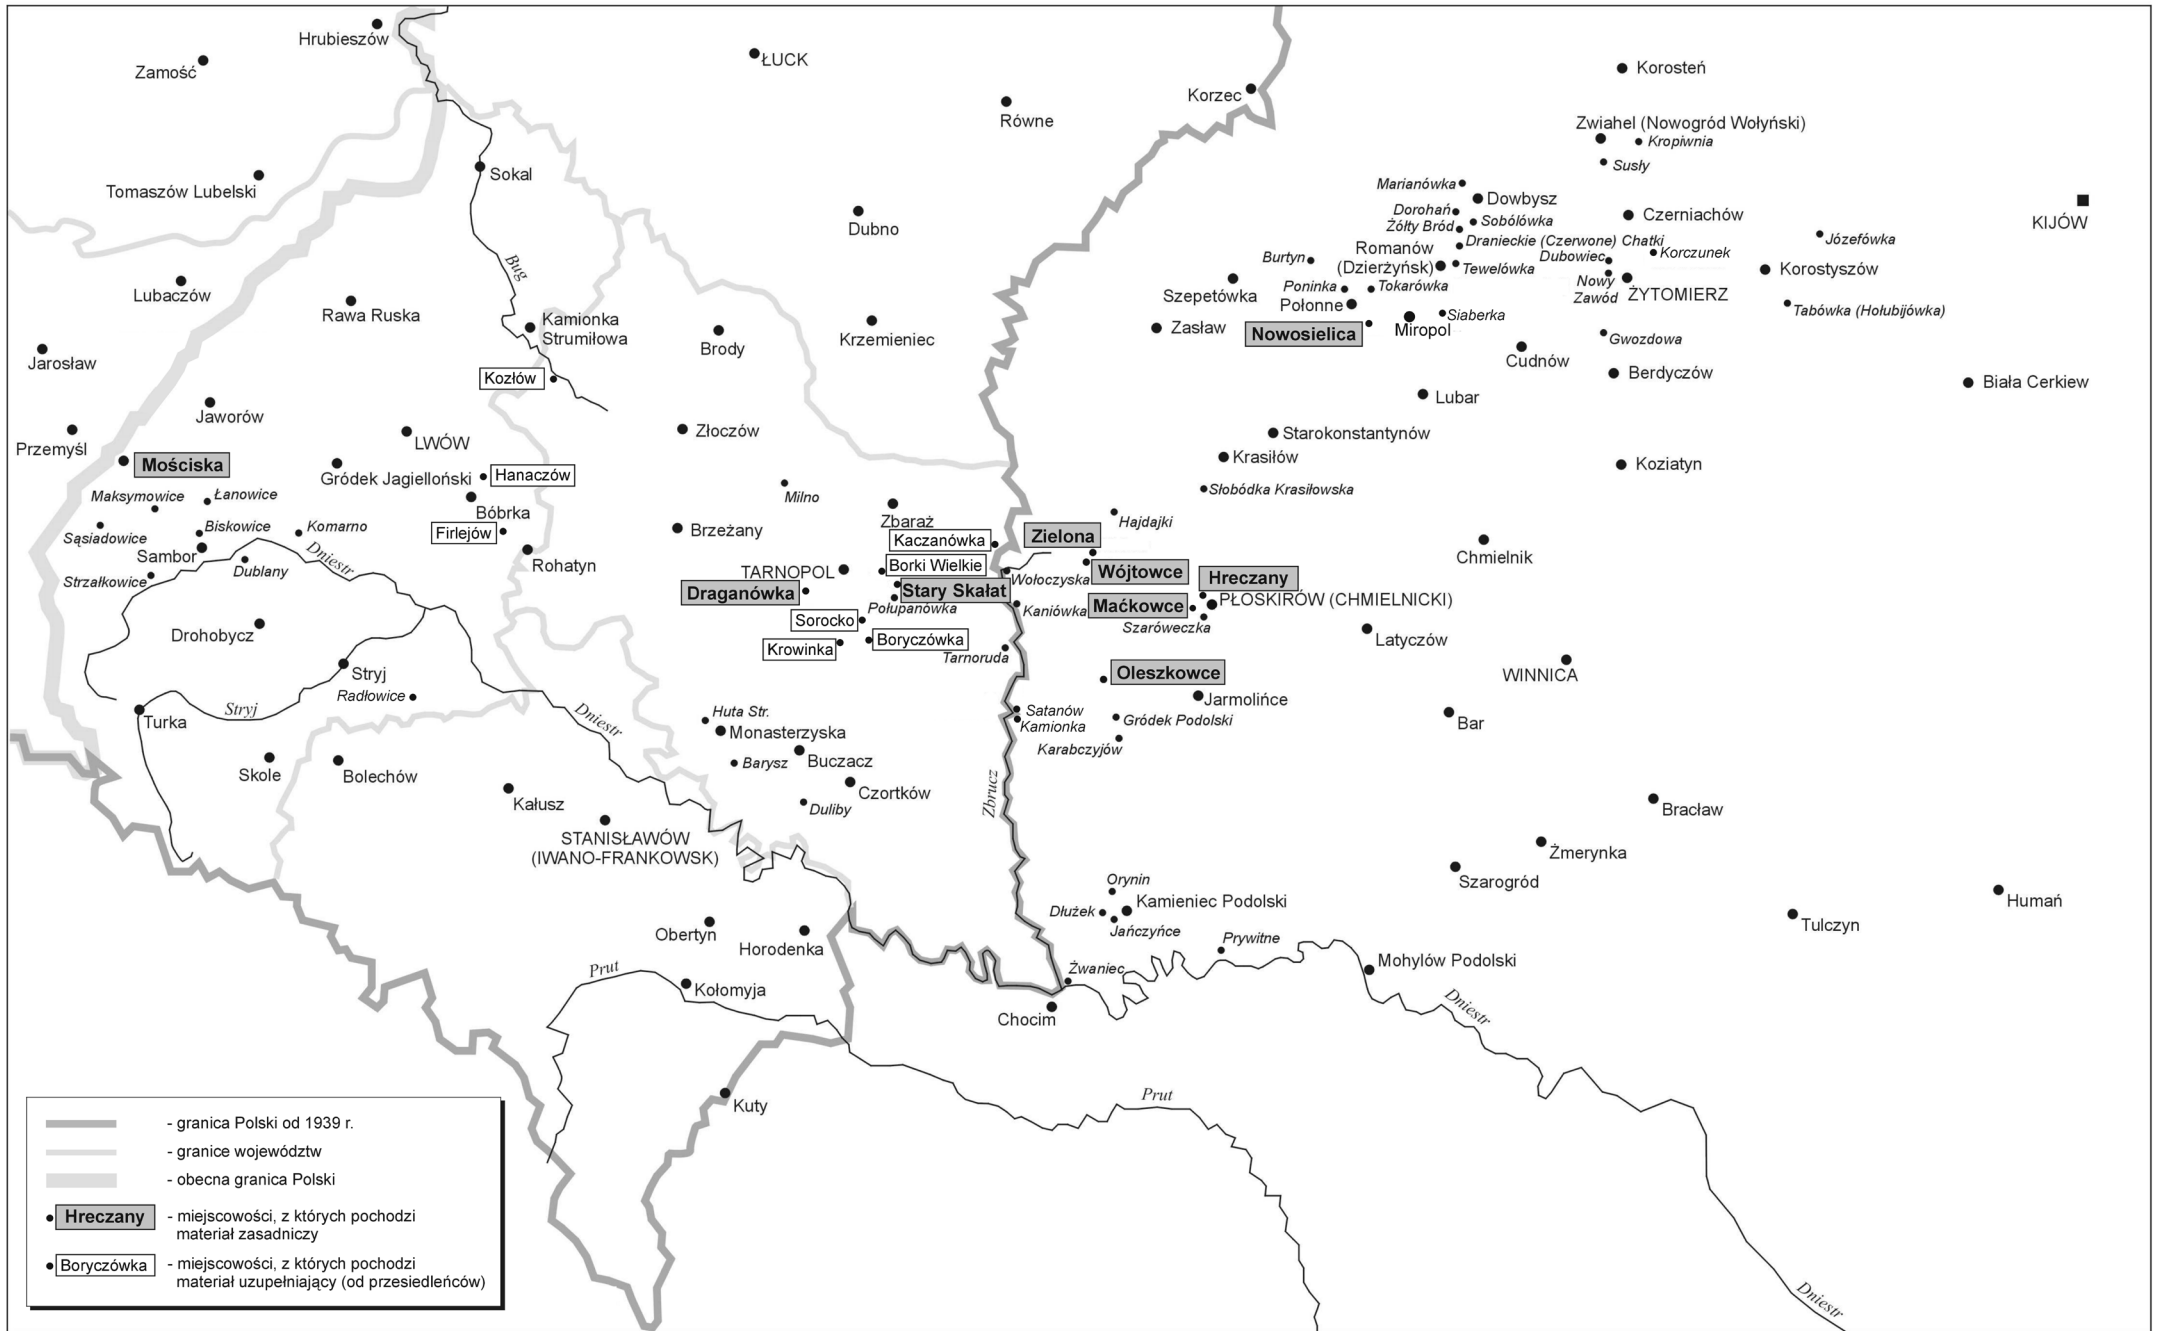 Hrubieszów
Zamość
ŁUCK
Korosteń
Korzec
Równe
Zwiahel (Nowogród Wołyński)
Kropiwnia
Susły
Sokal
Tomaszów Lubelski
Marianówka
Dowbysz
Dorohań
Sobólówka
Czerniachów
KIJÓW
Żółty Bród
Dubno
Dranieckie (Czerwone) Chatki
Józefówka
Romanów
(Dzierżyńsk)
Korczunek
Dubowiec
Burtyn
Tewelówka
Korostyszów
Bug
Nowy
Zawód
ŻYTOMIERZ
Lubaczów
Szepetówka
Poninka
Tokarówka
Połonne
Tabówka (Hołubijówka)
Rawa Ruska
Kamionka
Strumiłowa
Siaberka
Zasław
Nowosielica
Miropol
Krzemieniec
Gwozdowa
Brody
Jarosław
Cudnów
Kozłów
Berdyczów
Biała Cerkiew
Lubar
Jaworów
Złoczów
Starokonstantynów
LWÓW
Przemyśl
Krasiłów
Mościska
Koziatyn
Gródek Jagielloński
Hanaczów
Słobódka Krasiłowska
Maksymowice
Łanowice
Milno
Bóbrka
Zbaraż
Hajdajki
Sąsiadowice
Biskowice
Komarno
Firlejów
Brzeżany
Zielona
Kaczanówka
Sambor
Dniestr
Chmielnik
Rohatyn
Borki Wielkie
Dublany
TARNOPOL
Wójtowce
Strzałkowice
Wołoczyska
Hreczany
Draganówka
Stary Skałat
PŁOSKIRÓW (CHMIELNICKI)
Połupanówka
Kaniówka
Maćkowce
Sorocko
Szaróweczka
Drohobycz
Boryczówka
Latyczów
Krowinka
Tarnoruda
Stryj
Oleszkowce
WINNICA
Radłowice
Jarmolińce
Stryj
Huta Str.
Satanów
Turka
Dniestr
Kamionka
Gródek Podolski
Bar
Monasterzyska
Karabczyjów
Barysz
Buczacz
Skole
Bolechów
Czortków
Zbrucz
Kałusz
Duliby
Bracław
STANISŁAWÓW
(IWANO-FRANKOWSK)
Żmerynka
Orynin
Szarogród
Kamieniec Podolski
Humań
Dłużek
Tulczyn
Jańczyńce
Obertyn
Horodenka
Prywitne
Mohylów Podolski
Prut
Żwaniec
Kołomyja
Dniestr
Chocim
Prut
Kuty
- granica Polski od 1939 r.
- granice województw
- obecna granica Polski
Hreczany
- miejscowości, z których pochodzi
materiał zasadniczy
Boryczówka
- miejscowości, z których pochodzi
materiał uzupełniający (od przesiedleńców)
Dniestr